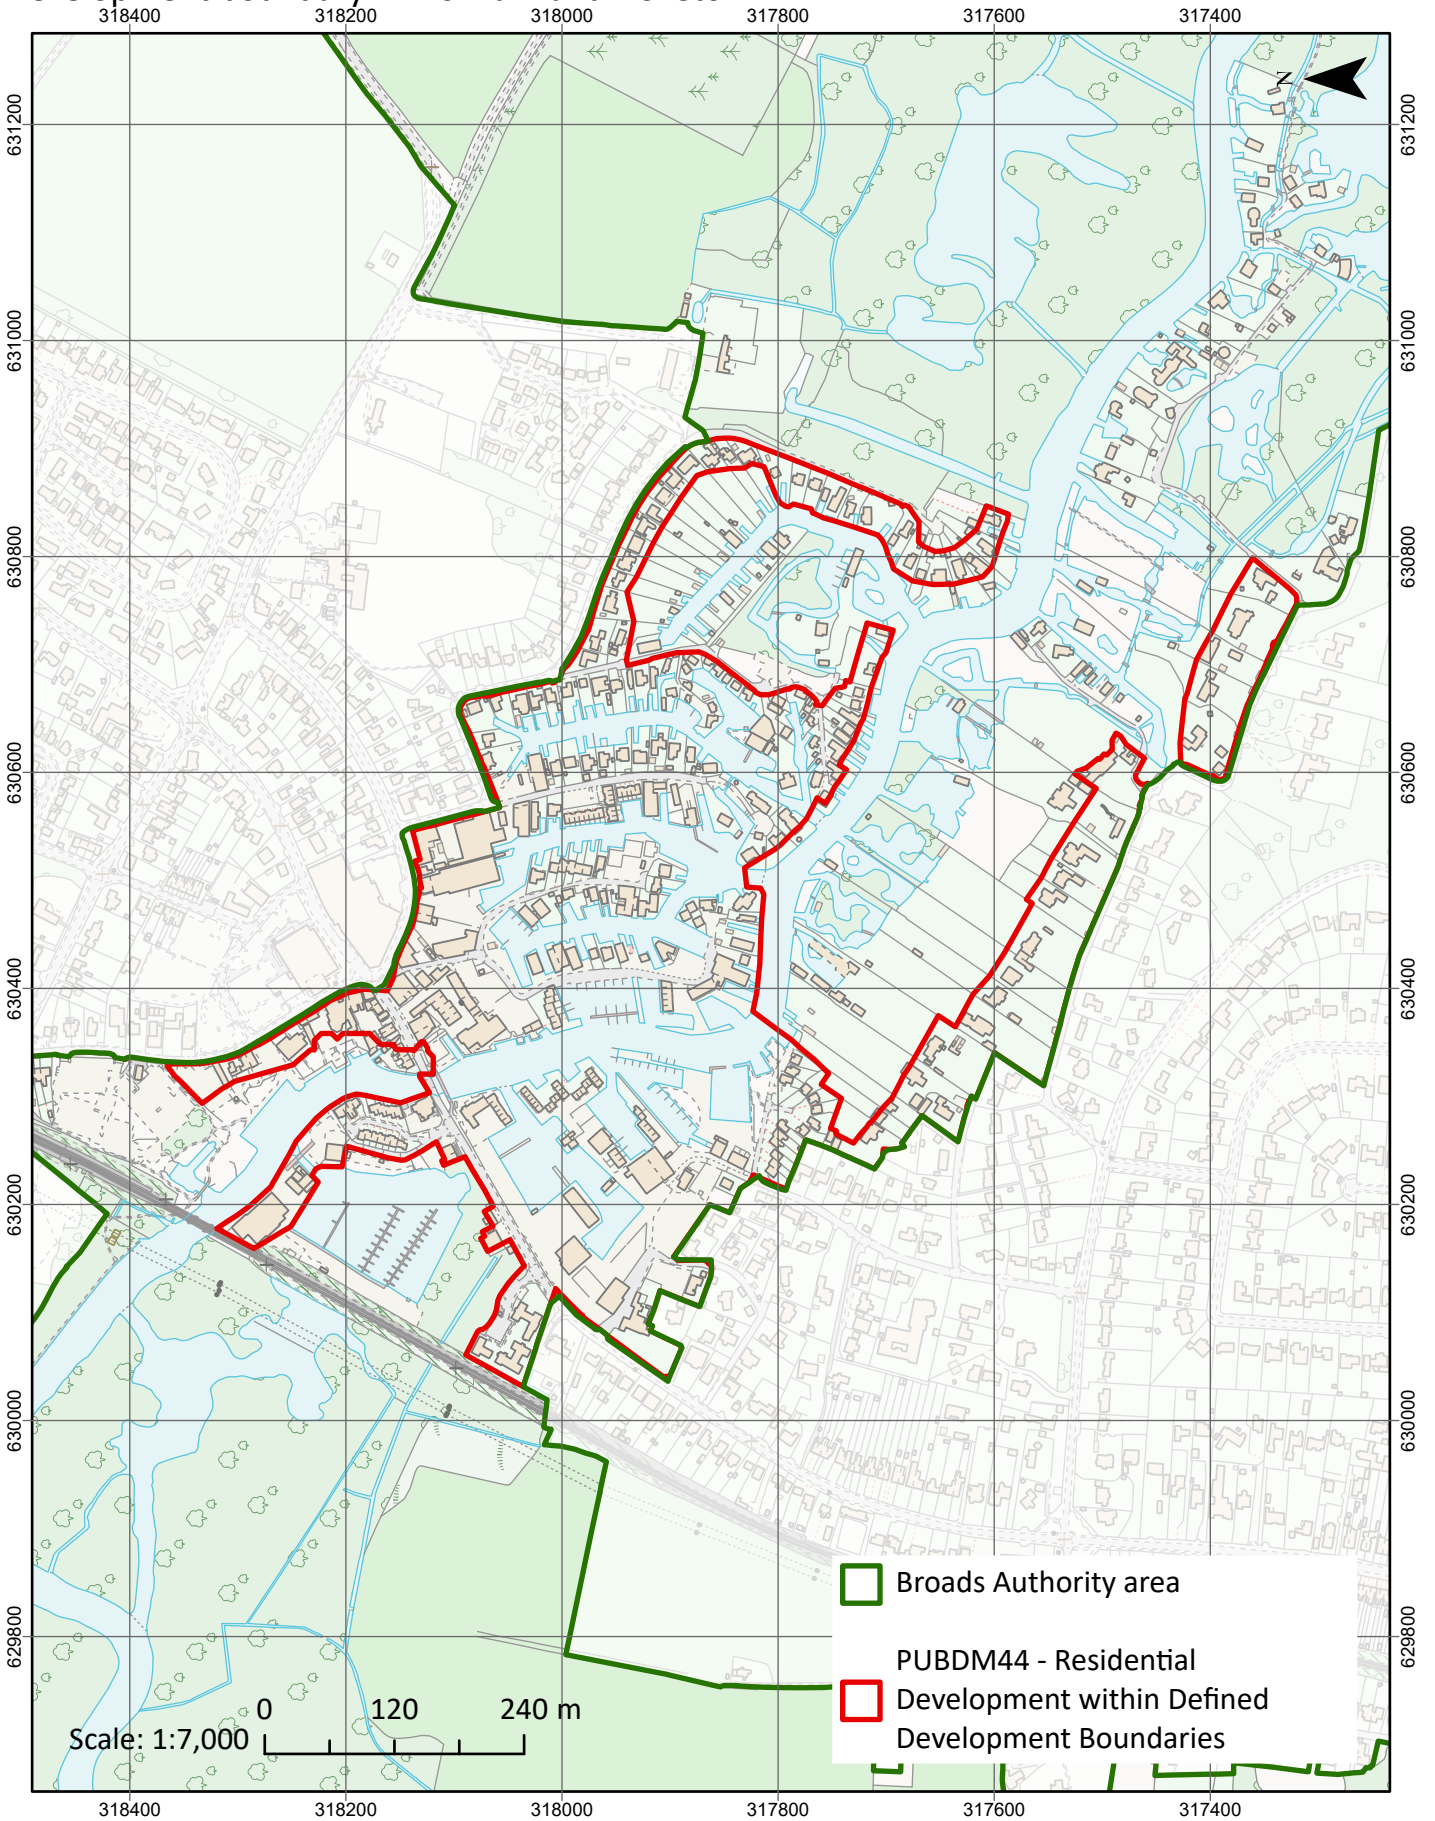 318400 318200 318000 317800 317600 317400
N
631200 631200
631000 631000
630800 630800
630600 630600
630400 630400
630200 630200
630000 630000
629800 629800
Broads Authority area
PUBDM44 - Residential
Development within Defined
Development Boundaries
0 120 240 m
Scale: 1:7,000
318400 318200 318000 317800 317600 317400